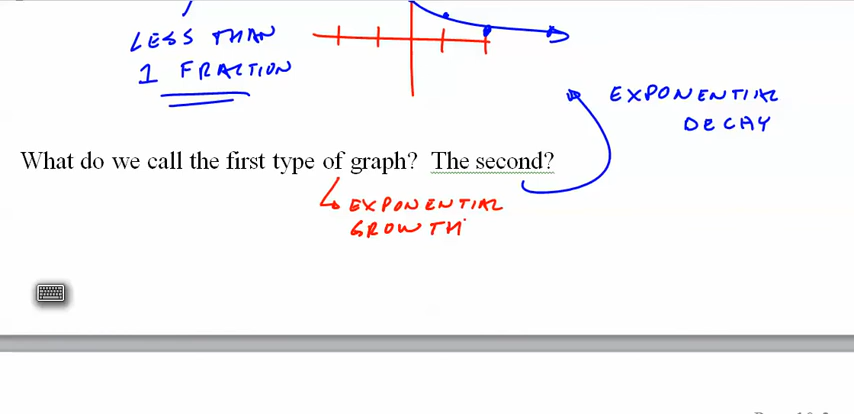 LESS THAN
1 FRACTION
EXPONENTIAL
DECAY
What do we call the first type of graph? The second?
EXPONENTIAL
GROWTH